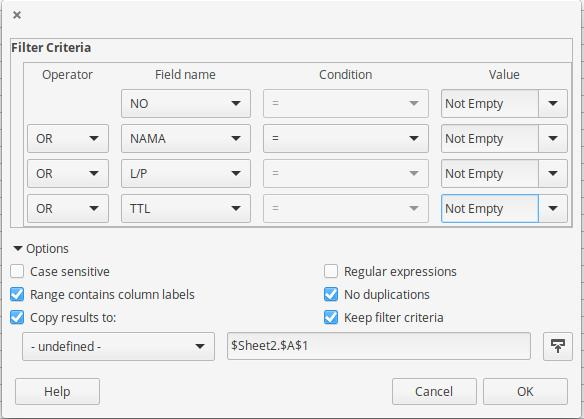 Filter Criteria
Operator Field name Condition Value
NO = Not Empty
OR NAMA = Not Empty
OR L/P = Not Empty
OR TTL = Not Empty
Options
Case sensitive Regular expressions
Range contains column labels No duplications
Copy results to: Keep filter criteria
- undefined - $Sheet2.$A$1
Help Cancel OK